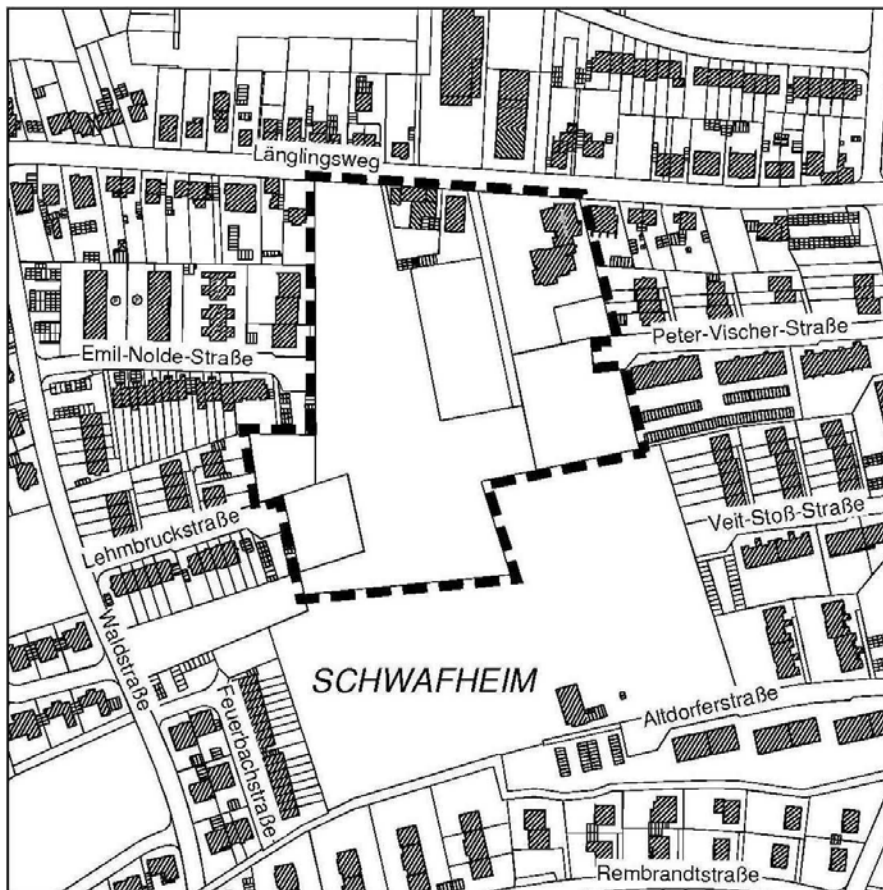 Länglingsweg
Peter-Vischer-Straße
Emil-Nolde-Straße
Veit-Stoß-Straße
Lehmbruckstraße
Waldstraße
SCHWAFHEIM
Feuerbachstraße
Altdorferstraße
Rembrandtstraße